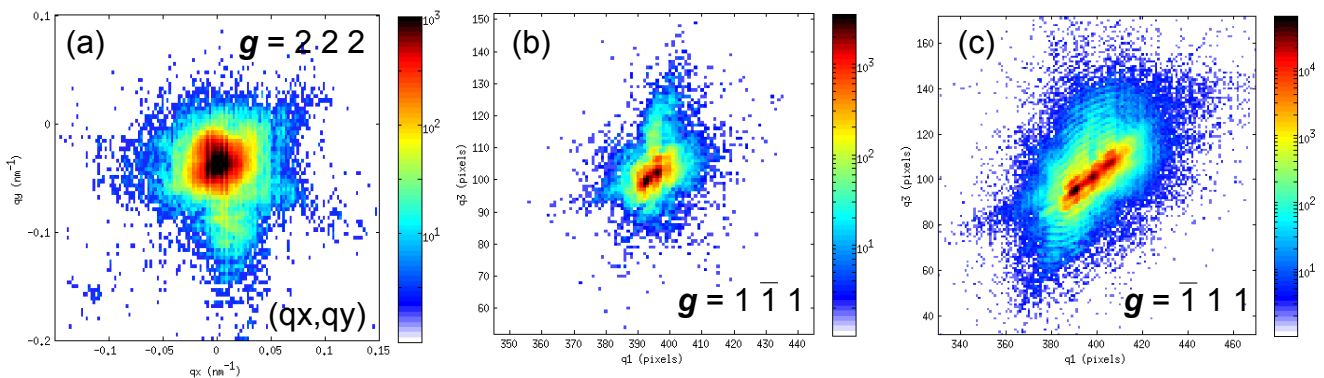 (a)
g = 2 2 2
10³
10²
10¹
0
−0.1
−0.2
qy (nm⁻¹)
(qx,qy)
−0.1 −0.05 0 0.05 0.1 0.15
qx (nm⁻¹)
(b)
150
140
130
120
110
100
90
80
70
60
q3 (pixels)
10³
10²
10¹
g = 1 1̅ 1
350 360 370 380 390 400 410 420 430 440
q1 (pixels)
(c)
160
140
120
100
80
60
40
q3 (pixels)
10⁴
10³
10²
10¹
g = 1̅ 1 1
340 360 380 400 420 440 460
q1 (pixels)